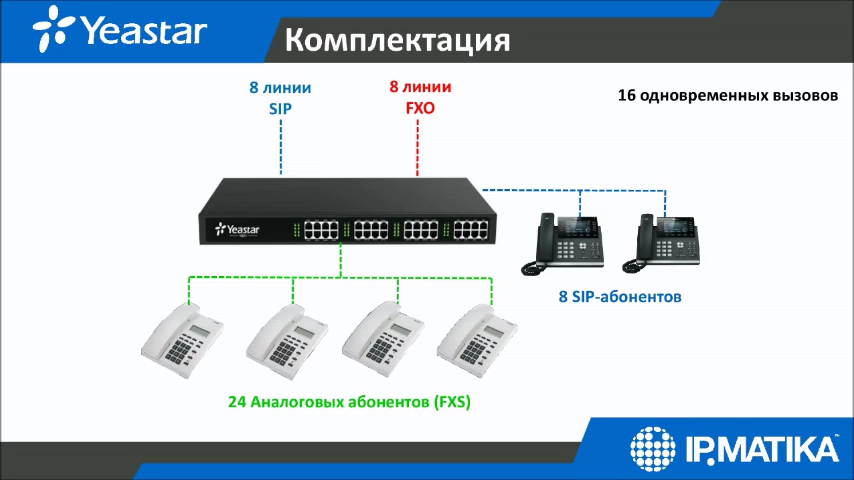 Yeastar
Комплектация
8 линии
SIP
8 линии
FXO
16 одновременных вызовов
Yeastar
8 SIP-абонентов
24 Аналоговых абонентов (FXS)
IP.MATIKA